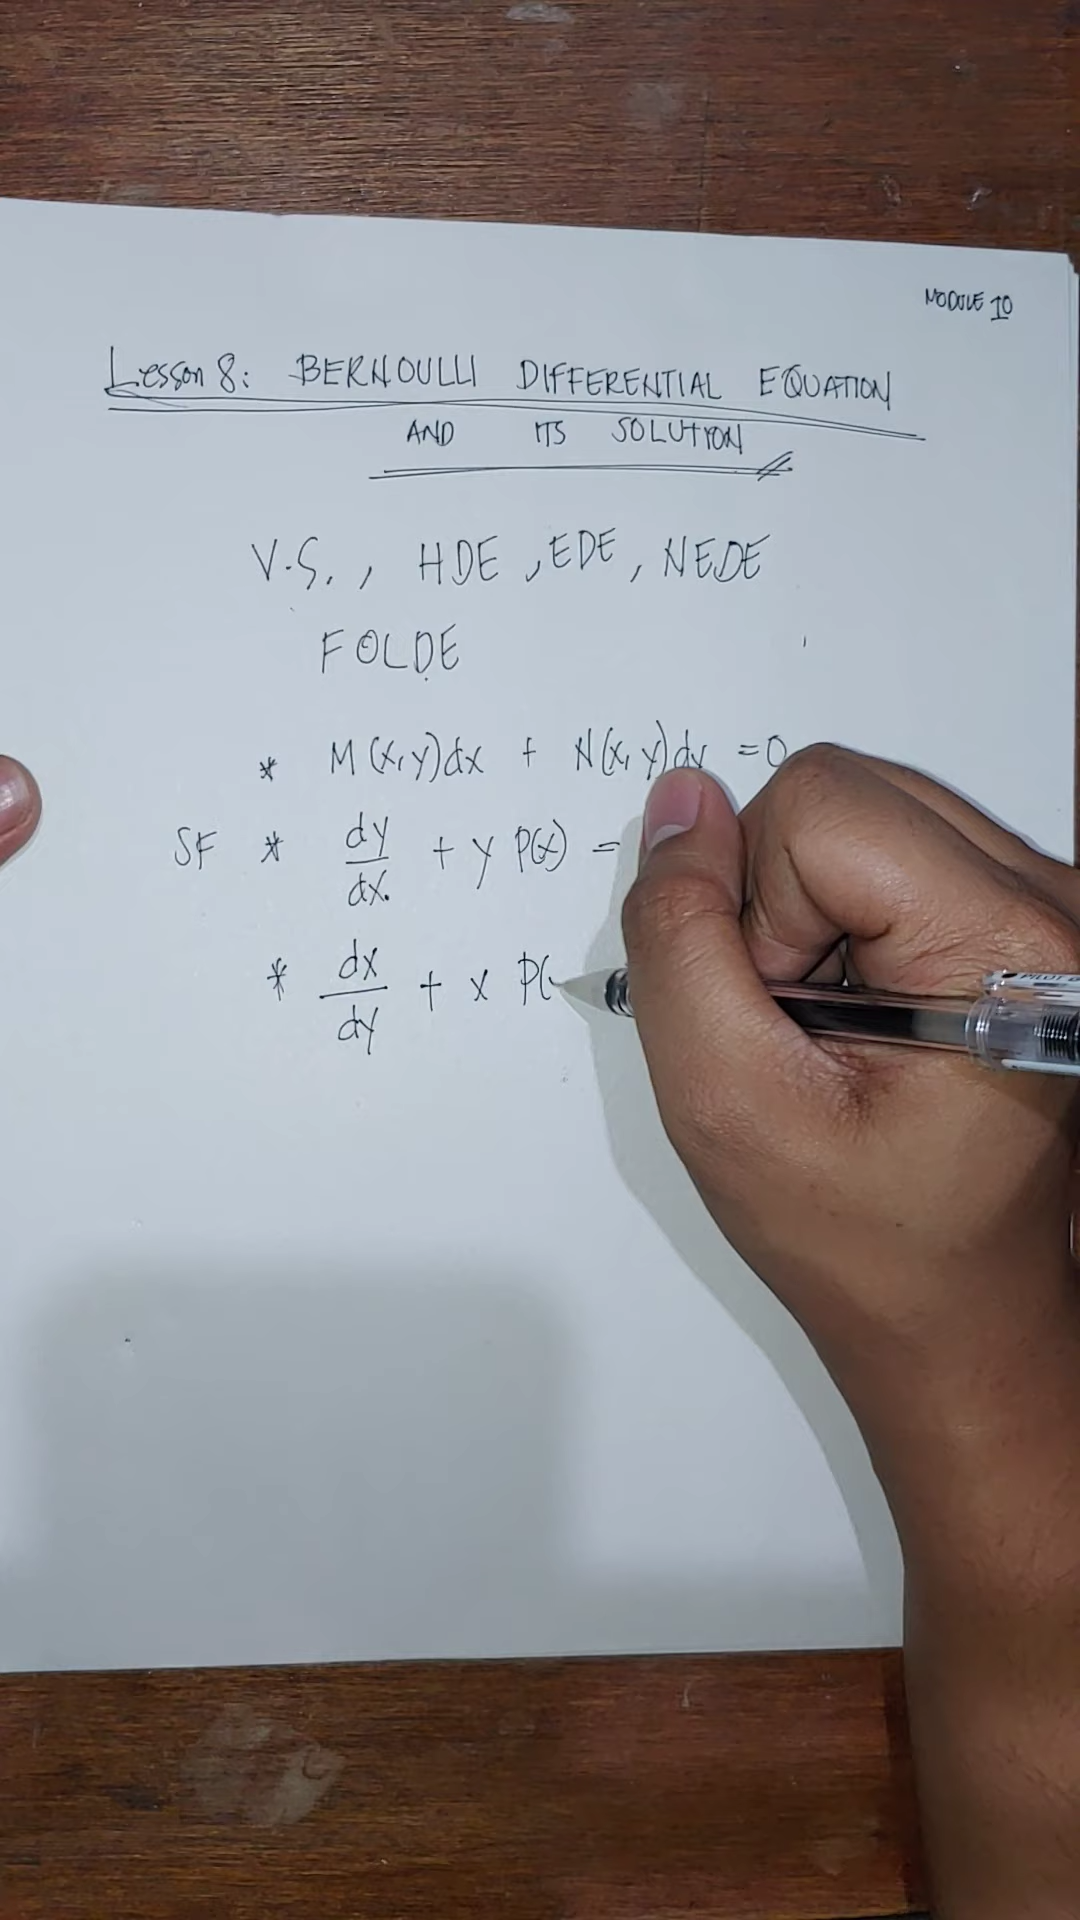 MODULE 10
Lesson 8: BERNOULLI DIFFERENTIAL EQUATION
AND ITS SOLUTION
V.S., HDE, EDE, NEDE
FOLDE
* M(x,y)dx + N(x,y)dy =0
SF * dy/dx + y P(x) =
* dx/dy + x P(
PILOT